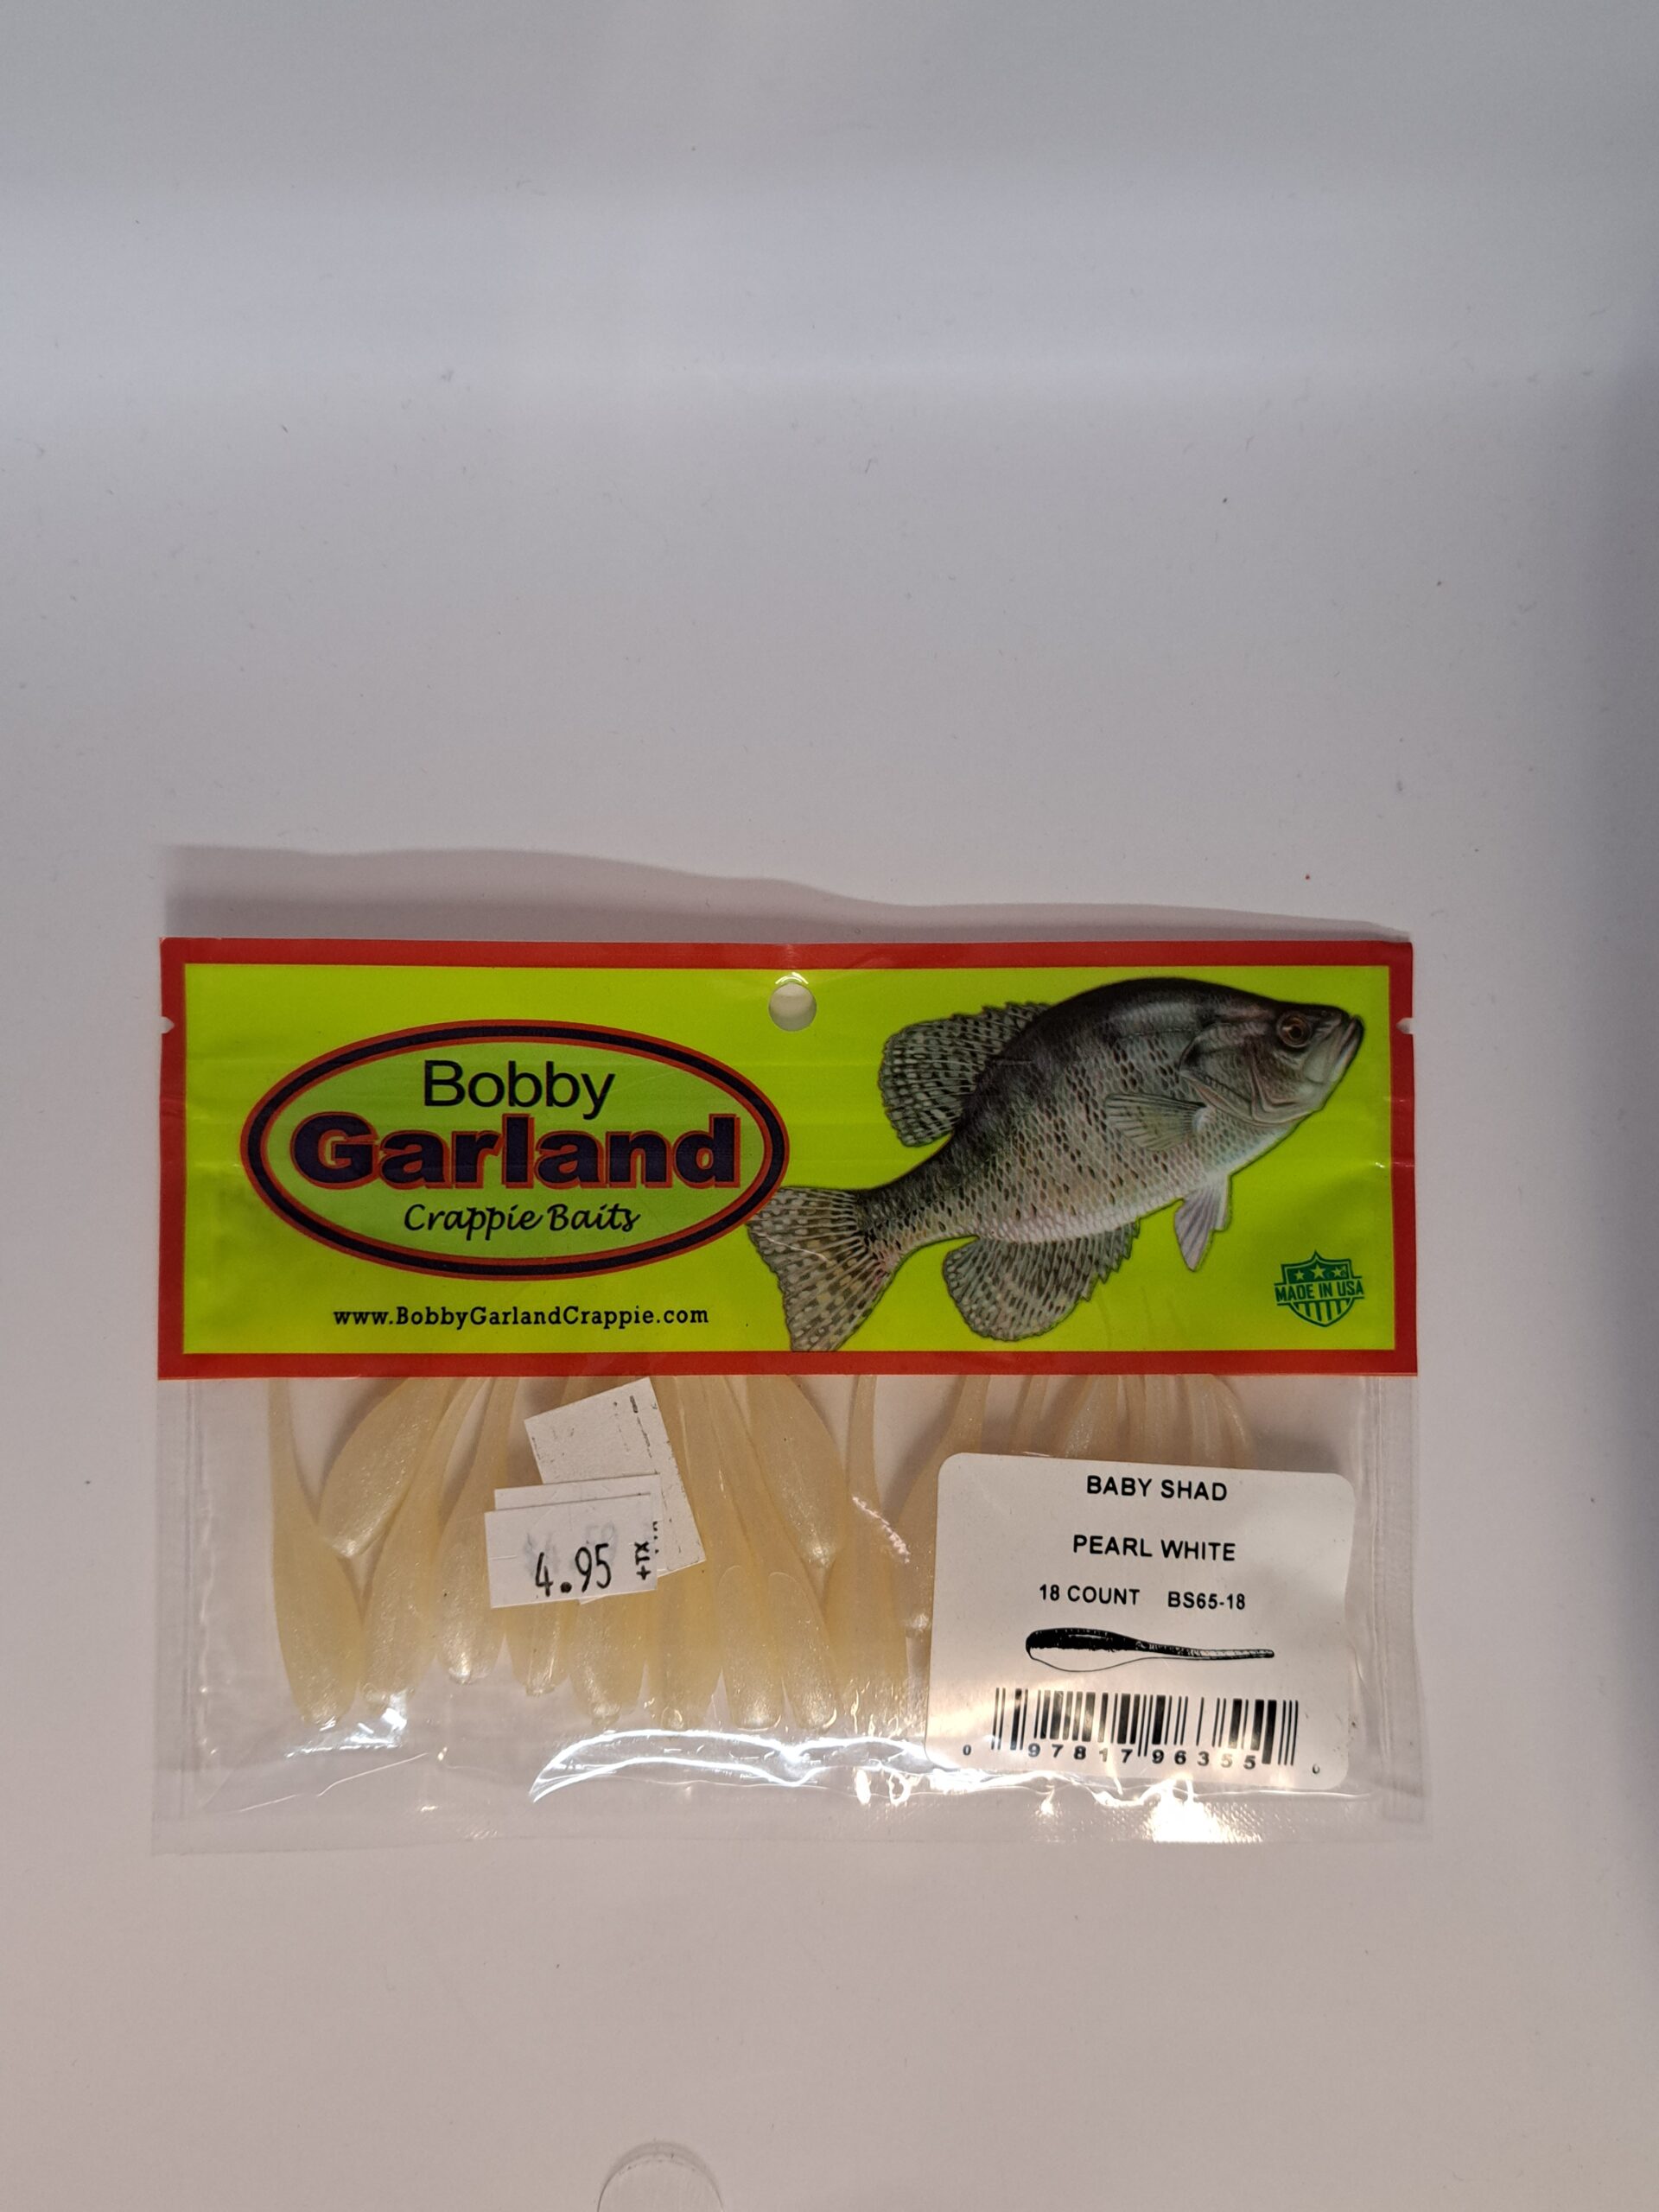 Bobby
Garland
Crappie Baits
www.BobbyGarlandCrappie.com
MADE IN USA
4.95 +TX
BABY SHAD
PEARL WHITE
18 COUNT BS65-18
0 97817 96355 0